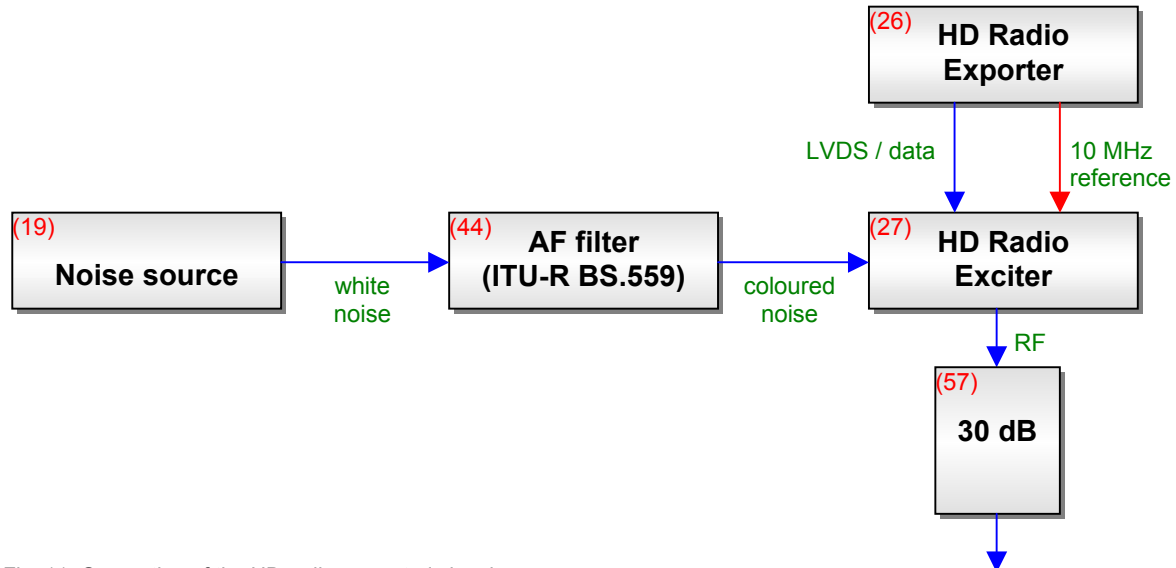 (26)
HD Radio
Exporter
LVDS / data
10 MHz
reference
(19)
Noise source
white
noise
(44)
AF filter
(ITU-R BS.559)
coloured
noise
(27)
HD Radio
Exciter
RF
(57)
30 dB